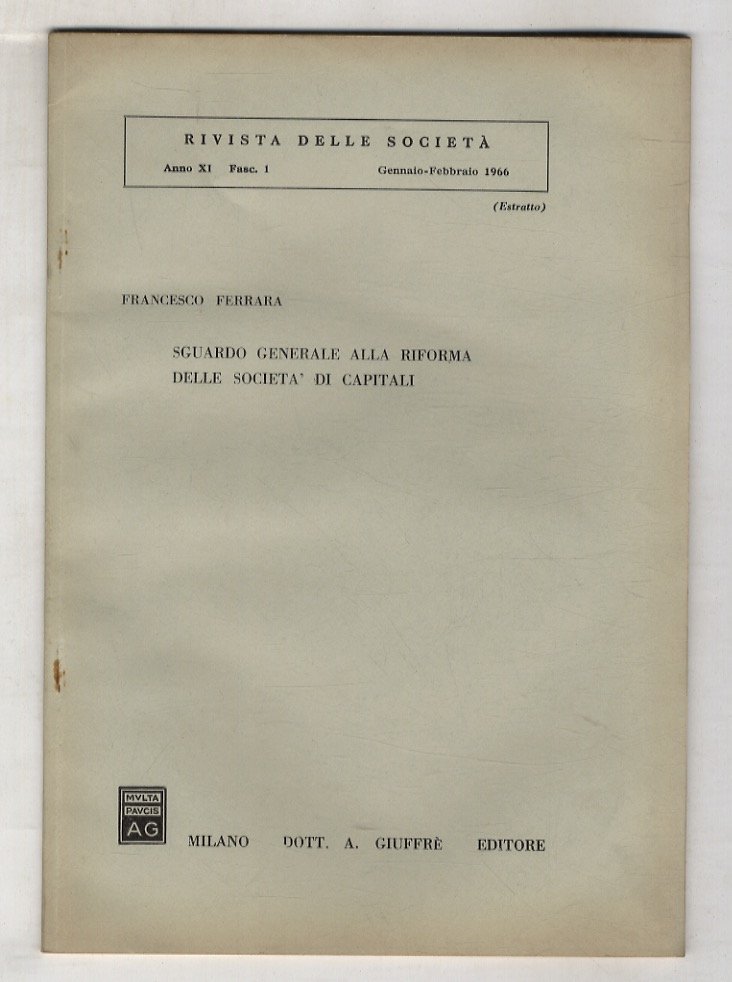 RIVISTA DELLE SOCIETÀ
Anno XI Fasc. 1 Gennaio-Febbraio 1966
(Estratto)
FRANCESCO FERRARA
SGUARDO GENERALE ALLA RIFORMA
DELLE SOCIETA' DI CAPITALI
MVLTA
PAVCIS
AG
MILANO DOTT. A. GIUFFRÈ EDITORE